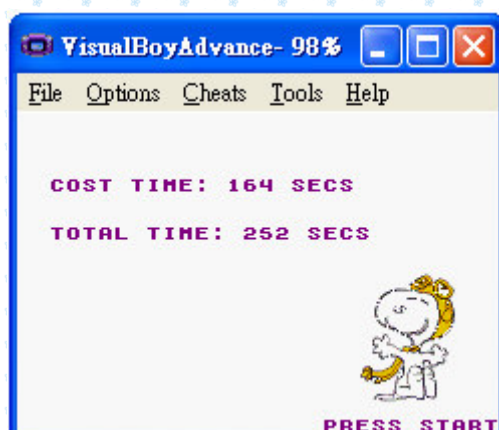 VisualBoyAdvance- 98%
File Options Cheats Tools Help
COST TIME: 164 SECS
TOTAL TIME: 252 SECS
PRESS START